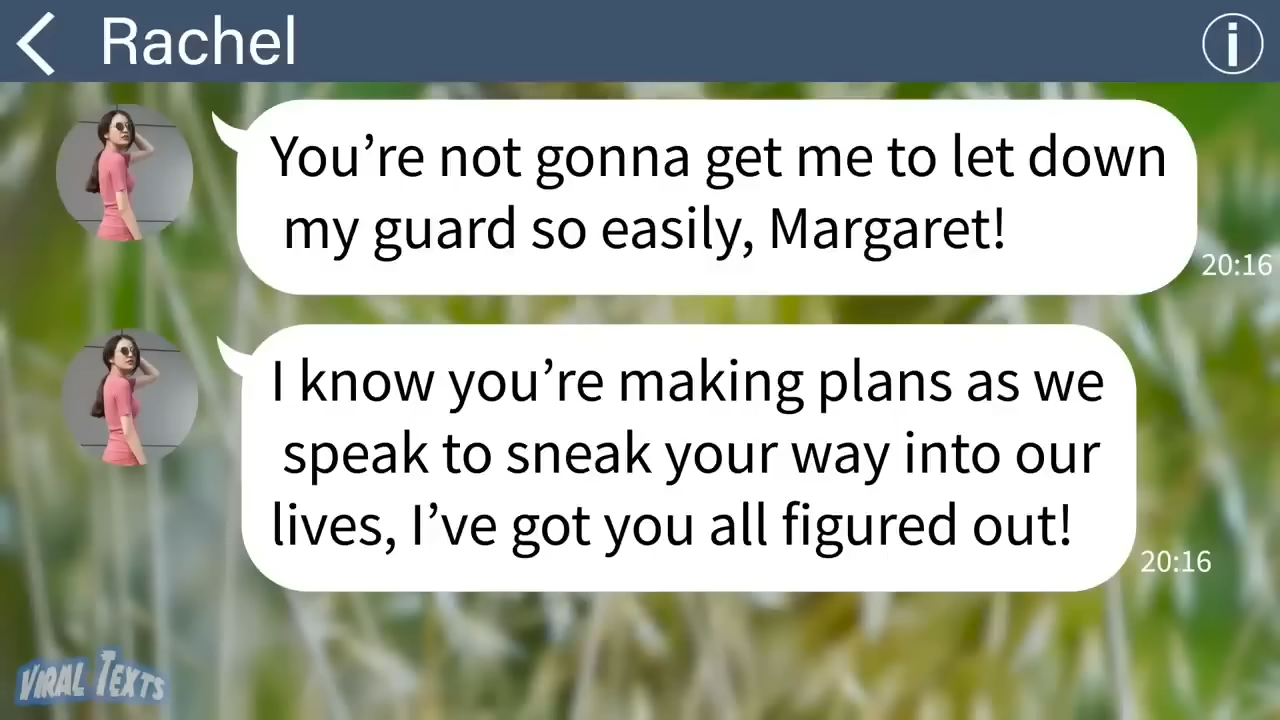 Rachel
You’re not gonna get me to let down
my guard so easily, Margaret!
20:16
I know you’re making plans as we
speak to sneak your way into our
lives, I’ve got you all figured out!
20:16
VIRAL TEXTS